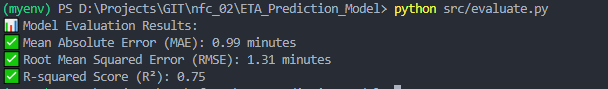 (myenv) PS D:\Projects\GIT\nfc_02\ETA_Prediction_Model> python src/evaluate.py
📊 Model Evaluation Results:
✅ Mean Absolute Error (MAE): 0.99 minutes
✅ Root Mean Squared Error (RMSE): 1.31 minutes
✅ R-squared Score (R²): 0.75